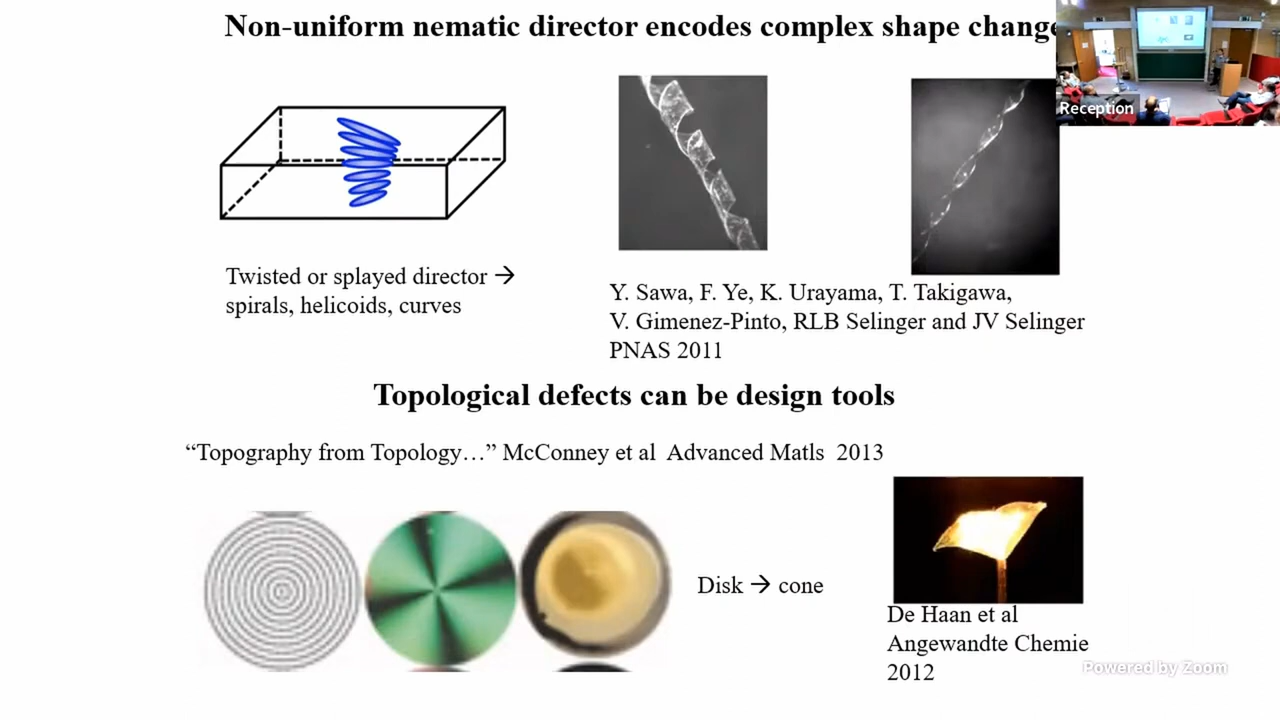 Non-uniform nematic director encodes complex shape change
Reception
Twisted or splayed director →
spirals, helicoids, curves
Y. Sawa, F. Ye, K. Urayama, T. Takigawa,
V. Gimenez-Pinto, RLB Selinger and JV Selinger
PNAS 2011
Topological defects can be design tools
“Topography from Topology…” McConney et al Advanced Matls 2013
Disk → cone
De Haan et al
Angewandte Chemie
2012
Powered by Zoom